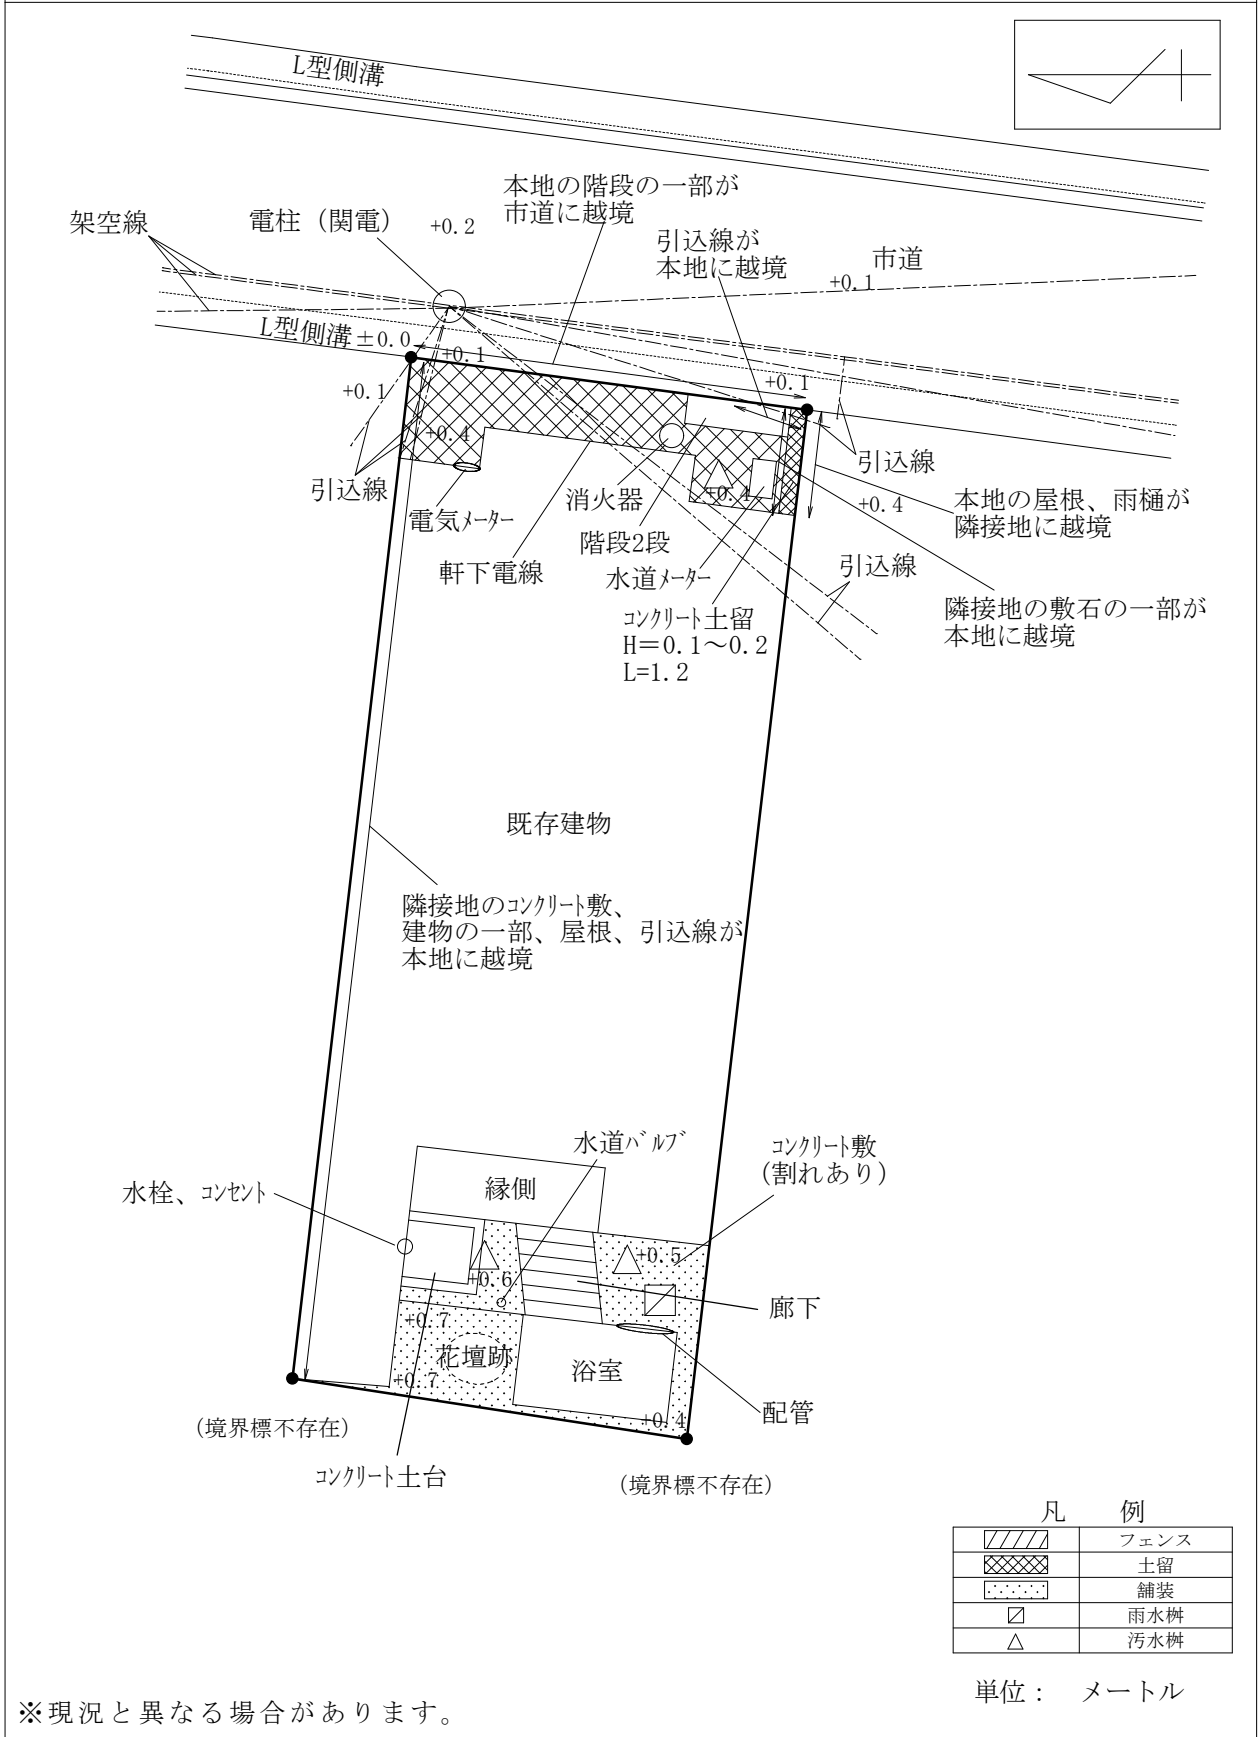 L型側溝
本地の階段の一部が
市道に越境
架空線
電柱（関電）
+0.2
引込線が
本地に越境
市道
+0.1
L型側溝
±0.0
+0.1
+0.1
+0.1
+0.4
引込線
電気メーター
軒下電線
消火器
階段2段
水道メーター
コンクリート土留
H＝0.1～0.2
L=1.2
+0.4
引込線
+0.4
本地の屋根、雨樋が
隣接地に越境
引込線
隣接地の敷石の一部が
本地に越境
既存建物
隣接地のコンクリート敷、
建物の一部、屋根、引込線が
本地に越境
水道バルブ
コンクリート敷
(割れあり)
水栓、コンセント
縁側
+0.5
+0.6
廊下
+0.7
花壇跡
浴室
+0.7
+0.4
配管
(境界標不存在)
コンクリート土台
(境界標不存在)
凡　例
フェンス
土留
舗装
雨水桝
汚水桝
単位：　メートル
※現況と異なる場合があります。